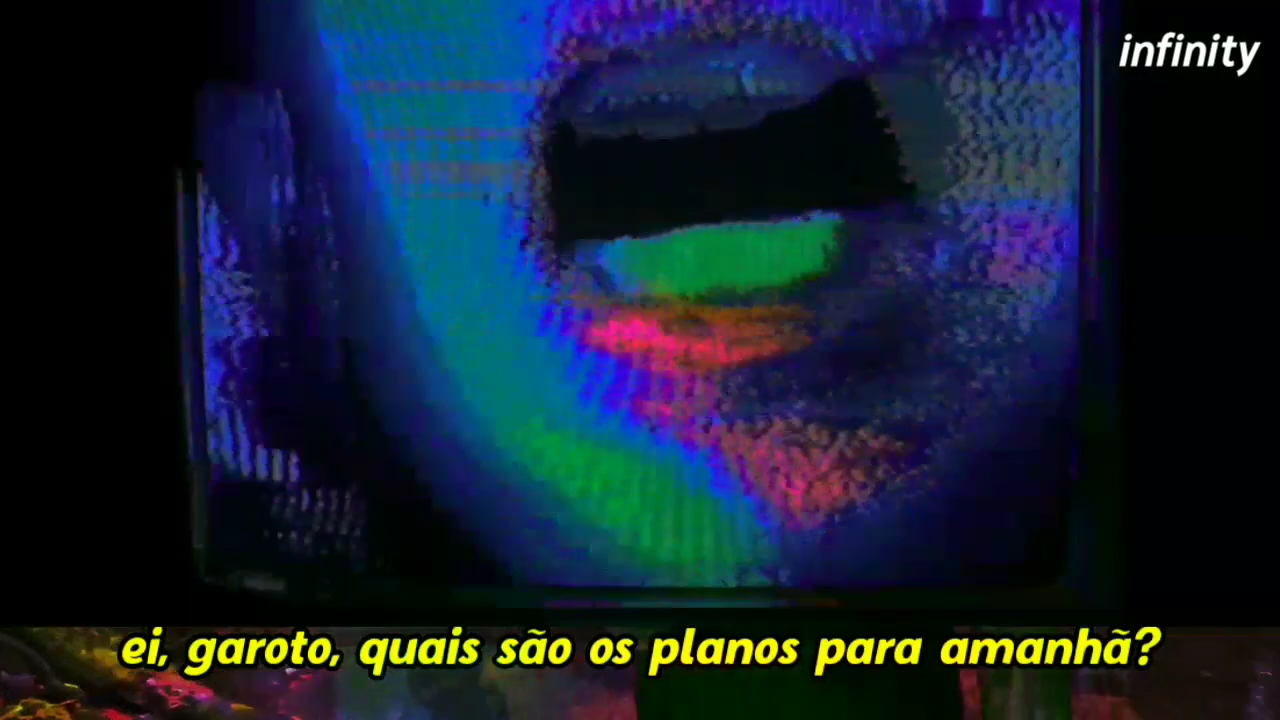 infinity
ei, garoto, quais são os planos para amanhã?